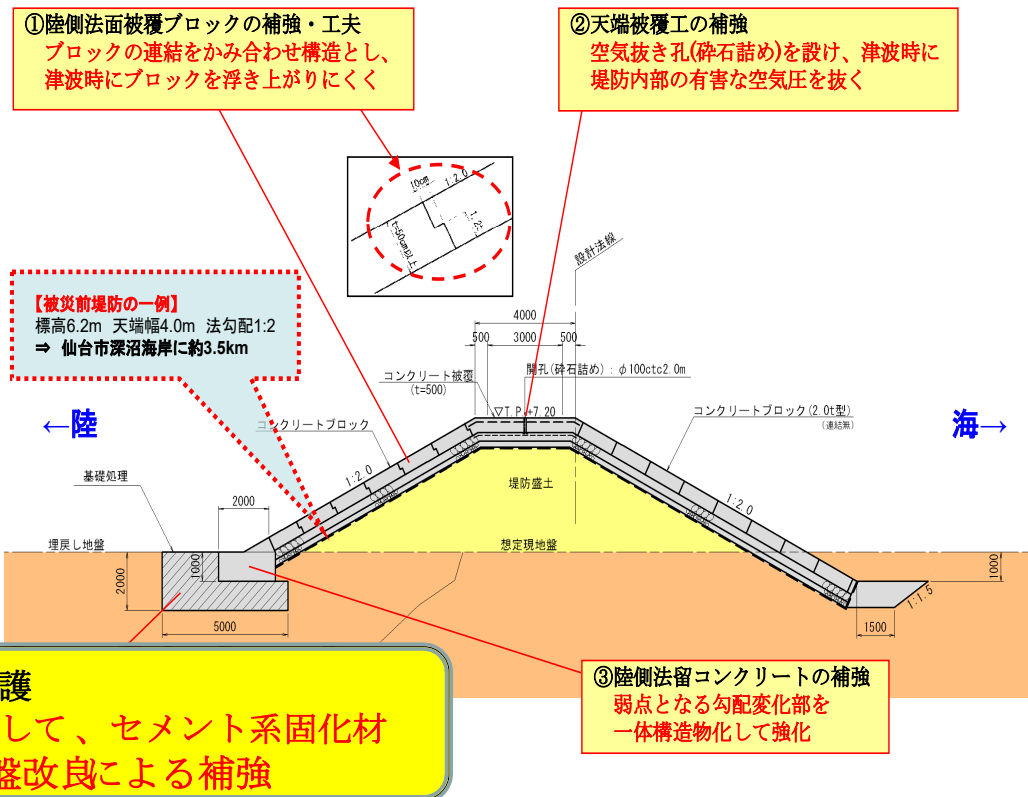 ①陸側法面被覆ブロックの補強・工夫
ブロックの連結をかみ合わせ構造とし、
津波時にブロックを浮き上がりにくく
②天端被覆工の補強
空気抜き孔(砕石詰め)を設け、津波時に
堤防内部の有害な空気圧を抜く
10cm
1:2.0
t=50cm以上
設計法線
【被災前堤防の一例】
標高6.2m 天端幅4.0m 法勾配1:2
⇒ 仙台市深沼海岸に約3.5km
4000
500 3000 500
コンクリート被覆
(t=500)
開孔(砕石詰め):φ100ctc2.0m
▽T.P.+7.20
←陸
コンクリートブロック
コンクリートブロック(2.0t型)
(連結無)
海→
1:2.0
1:2.0
基礎処理
2000
堤防盛土
埋戻し地盤
想定現地盤
2000
1000
1000
5000
1:1.5
1500
護
して、セメント系固化材
盤改良による補強
③陸側法留コンクリートの補強
弱点となる勾配変化部を
一体構造物化して強化